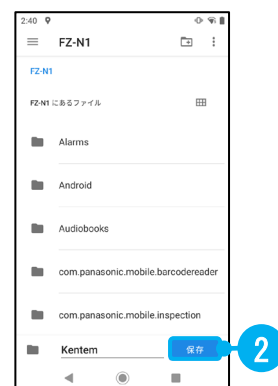 2:40
FZ-N1
FZ-N1
FZ-N1 にあるファイル
Alarms
Android
Audiobooks
com.panasonic.mobile.barcodereader
com.panasonic.mobile.inspection
Kentem 保存
2